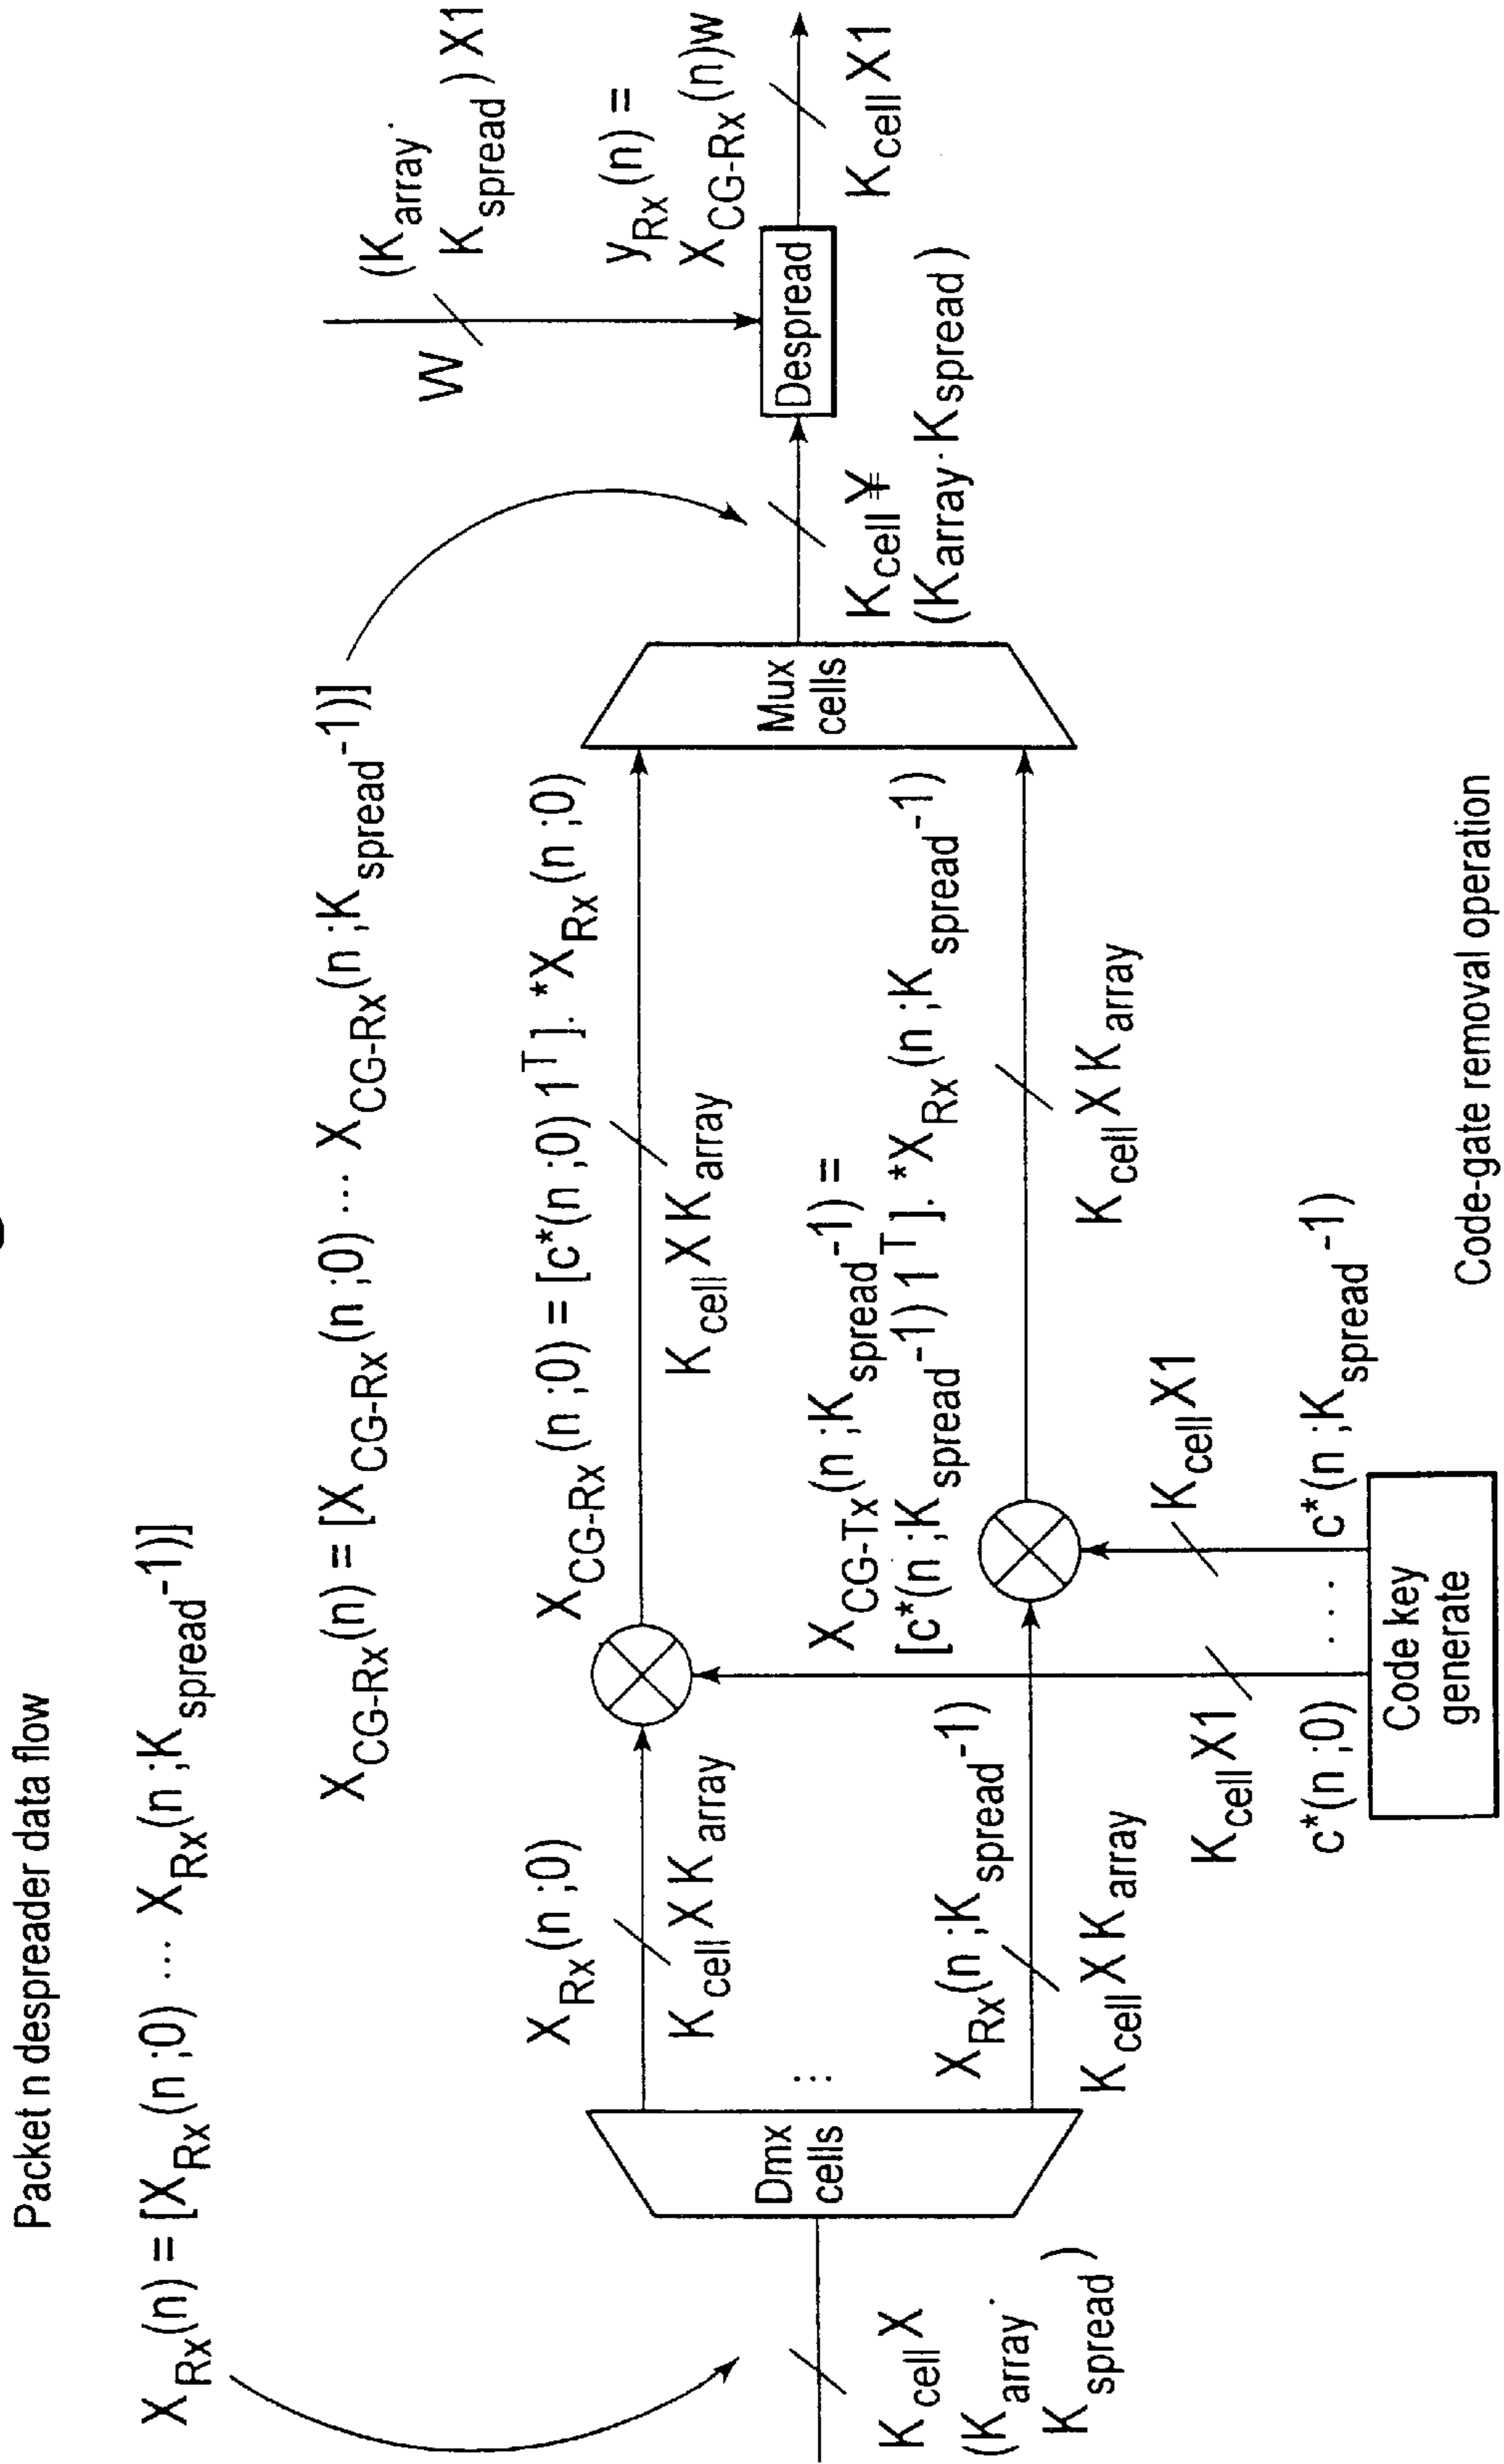 Packet n despreader data flow
X_Rx(n) = [X_Rx(n ;0) ... X_Rx(n ;K_spread-1)]
X_CG-Rx(n) = [X_CG-Rx(n ;0) ... X_CG-Rx(n ;K_spread-1)]
K_cell X
(K_array·
K_spread)
Dmx
cells
⋮
X_Rx(n ;0)
K_cell X K_array
X_CG-Rx(n ;0) = [c*(n ;0) 1^T]. *X_Rx(n ;0)
K_cell X K_array
X_Rx(n ;K_spread-1)
K_cell X K_array
X_CG-Tx(n ;K_spread-1) =
[c*(n ;K_spread-1) 1^T]. *X_Rx(n ;K_spread-1)
K_cell X K_array
K_cell X1
K_cell X1
c*(n ;0) ... c*(n ;K_spread-1)
Code key
generate
Mux
cells
K_cell ¥
(K_array·K_spread)
W
(K_array·
K_spread) X1
Despread
y_Rx(n) =
X_CG-Rx(n)w
K_cell X1
Code-gate removal operation